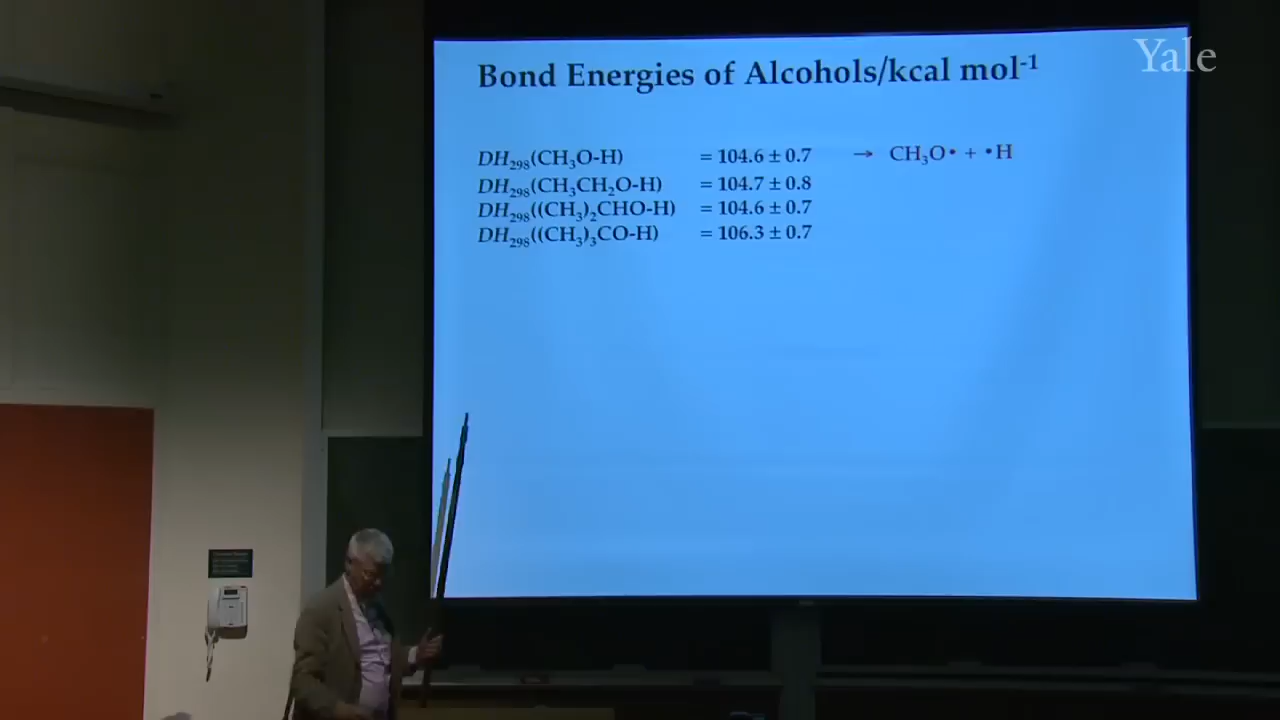 Yale
Bond Energies of Alcohols/kcal mol⁻¹
DH₂₉₈(CH₃O-H) = 104.6 ± 0.7 → CH₃O• + •H
DH₂₉₈(CH₃CH₂O-H) = 104.7 ± 0.8
DH₂₉₈((CH₃)₂CHO-H) = 104.6 ± 0.7
DH₂₉₈((CH₃)₃CO-H) = 106.3 ± 0.7